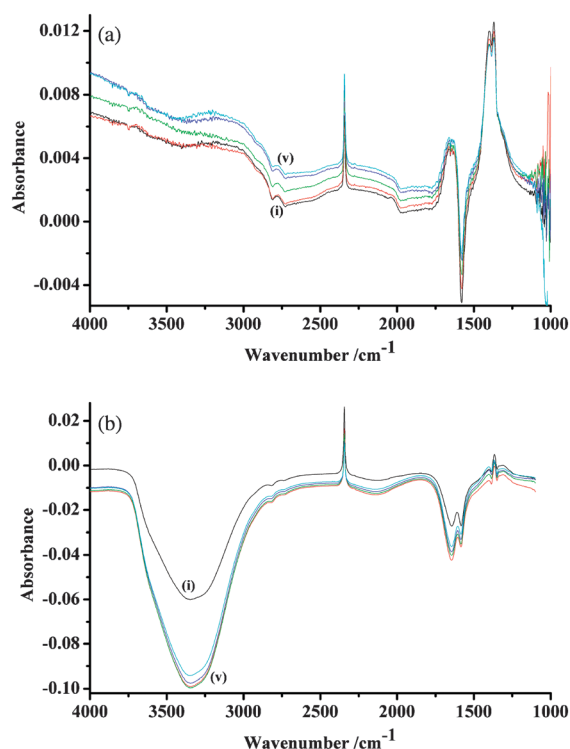 (a)
0.012
0.008
0.004
0.000
-0.004
Absorbance
(v)
(i)
4000 3500 3000 2500 2000 1500 1000
Wavenumber /cm-1
(b)
0.02
0.00
-0.02
-0.04
-0.06
-0.08
-0.10
Absorbance
(i)
(v)
4000 3500 3000 2500 2000 1500 1000
Wavenumber /cm-1